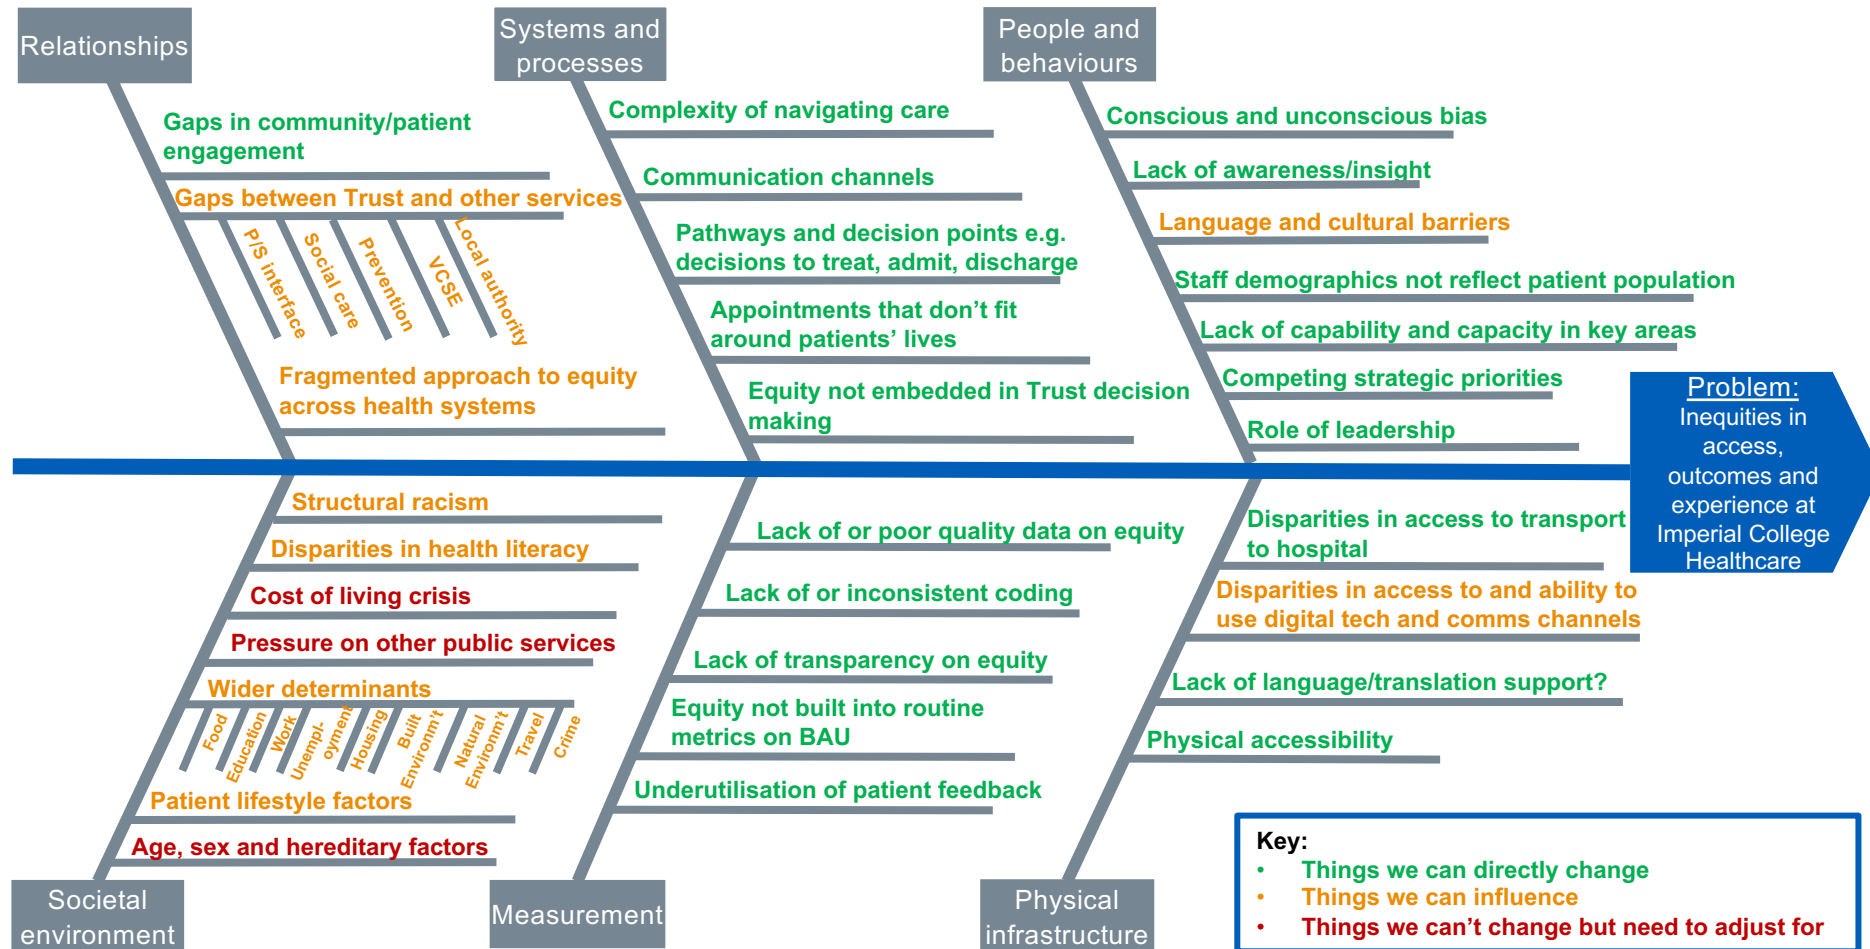 Relationships
Gaps in community/patient
engagement
Gaps between Trust and other services
P/S interface
Social care
Prevention
VCSE
Local authority
Fragmented approach to equity
across health systems
Systems and
processes
Complexity of navigating care
Communication channels
Pathways and decision points e.g.
decisions to treat, admit, discharge
Appointments that don’t fit
around patients’ lives
Equity not embedded in Trust decision
making
People and
behaviours
Conscious and unconscious bias
Lack of awareness/insight
Language and cultural barriers
Staff demographics not reflect patient population
Lack of capability and capacity in key areas
Competing strategic priorities
Role of leadership
Problem:
Inequities in
access,
outcomes and
experience at
Imperial College
Healthcare
Structural racism
Disparities in health literacy
Cost of living crisis
Pressure on other public services
Wider determinants
Food
Education
Work
Unempl-
oyment
Housing
Built
Environm’t
Natural
Environm’t
Travel
Crime
Patient lifestyle factors
Age, sex and hereditary factors
Societal
environment
Lack of or poor quality data on equity
Lack of or inconsistent coding
Lack of transparency on equity
Equity not built into routine
metrics on BAU
Underutilisation of patient feedback
Measurement
Disparities in access to transport
to hospital
Disparities in access to and ability to
use digital tech and comms channels
Lack of language/translation support?
Physical accessibility
Physical
infrastructure
Key:
• Things we can directly change
• Things we can influence
• Things we can’t change but need to adjust for